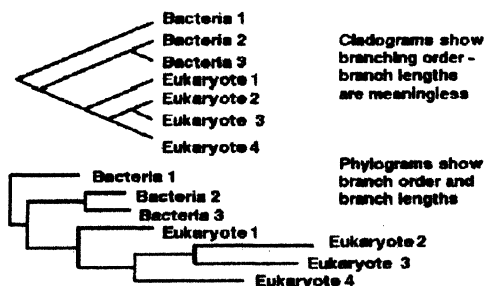 Bacteria 1
Bacteria 2
Bacteria 3
Eukaryote 1
Eukaryote 2
Eukaryote 3
Eukaryote 4
Cladograms show
branching order -
branch lengths
are meaningless
Bacteria 1
Bacteria 2
Bacteria 3
Eukaryote 1
Eukaryote 2
Eukaryote 3
Eukaryote 4
Phylograms show
branch order and
branch lengths